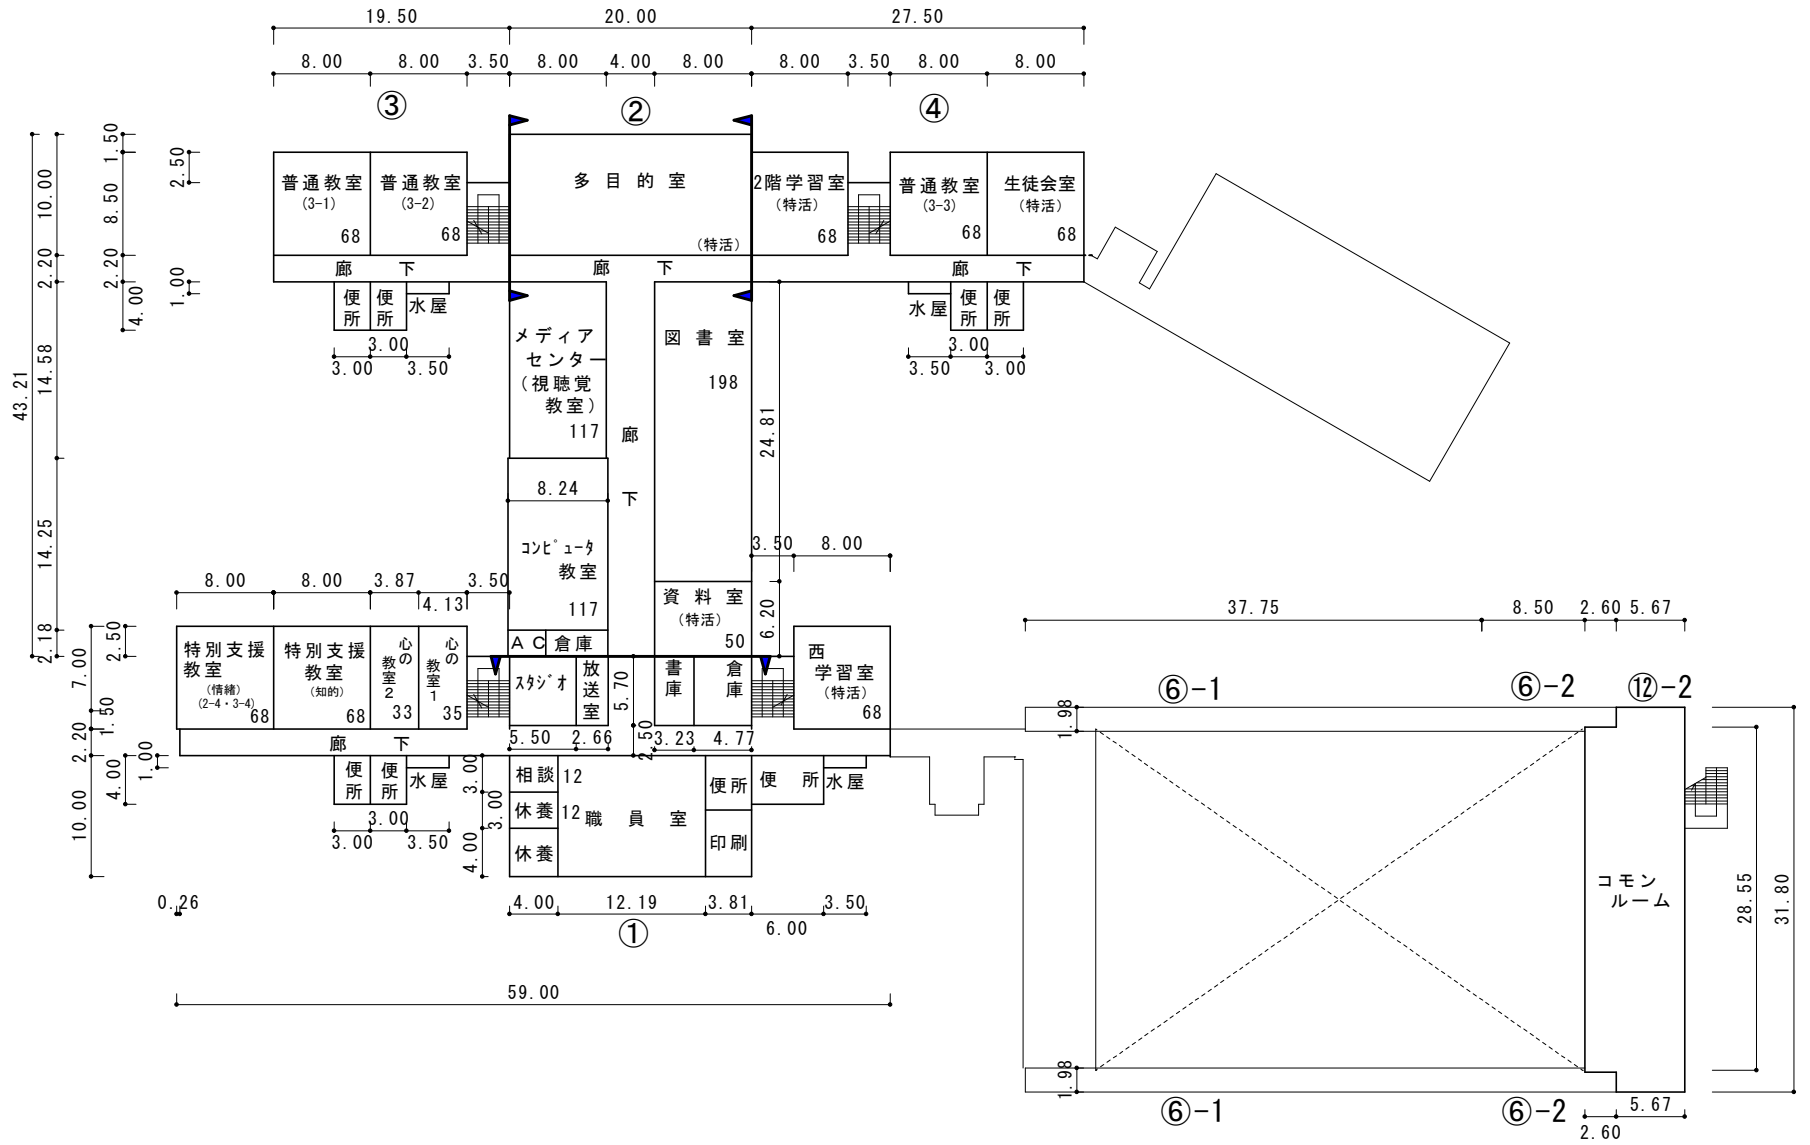 19.50
20.00
27.50
8.00
8.00
3.50
8.00
4.00
8.00
8.00
3.50
8.00
8.00
③
②
④
43.21
10.00
2.20
14.58
14.25
2.18
1.50
8.50
2.20
4.00
2.50
1.00
普通教室
(3-1)
68
普通教室
(3-2)
68
多目的室
(特活)
2階学習室
(特活)
68
普通教室
(3-3)
68
生徒会室
(特活)
68
廊下
廊下
廊下
便所
便所
水屋
3.00
3.00
3.50
水屋
便所
便所
3.00
3.50
3.00
メディア
センター
(視聴覚
教室)
117
図書室
198
廊下
24.81
8.24
コンピュータ
教室
117
3.50
8.00
資料室
(特活)
50
6.20
AC
倉庫
8.00
8.00
3.87
4.13
3.50
7.00
2.50
1.50
2.20
4.00
1.00
10.00
特別支援
教室
(情緒)
(2-4・3-4)
68
特別支援
教室
(知的)
68
心の
教室2
33
心の
教室1
35
スタジオ
放送室
5.70
書庫
倉庫
西
学習室
(特活)
68
廊下
5.50
2.66
2.50
3.23
4.77
便所
便所
水屋
3.00
3.00
3.50
3.00
3.00
4.00
相談
12
休養
12
休養
職員室
便所
印刷
便所
水屋
0.26
4.00
12.19
3.81
6.00
3.50
①
59.00
37.75
8.50
2.60
5.67
⑥-1
⑥-2
⑫-2
1.98
コモン
ルーム
28.55
31.80
1.98
⑥-1
⑥-2
5.67
2.60